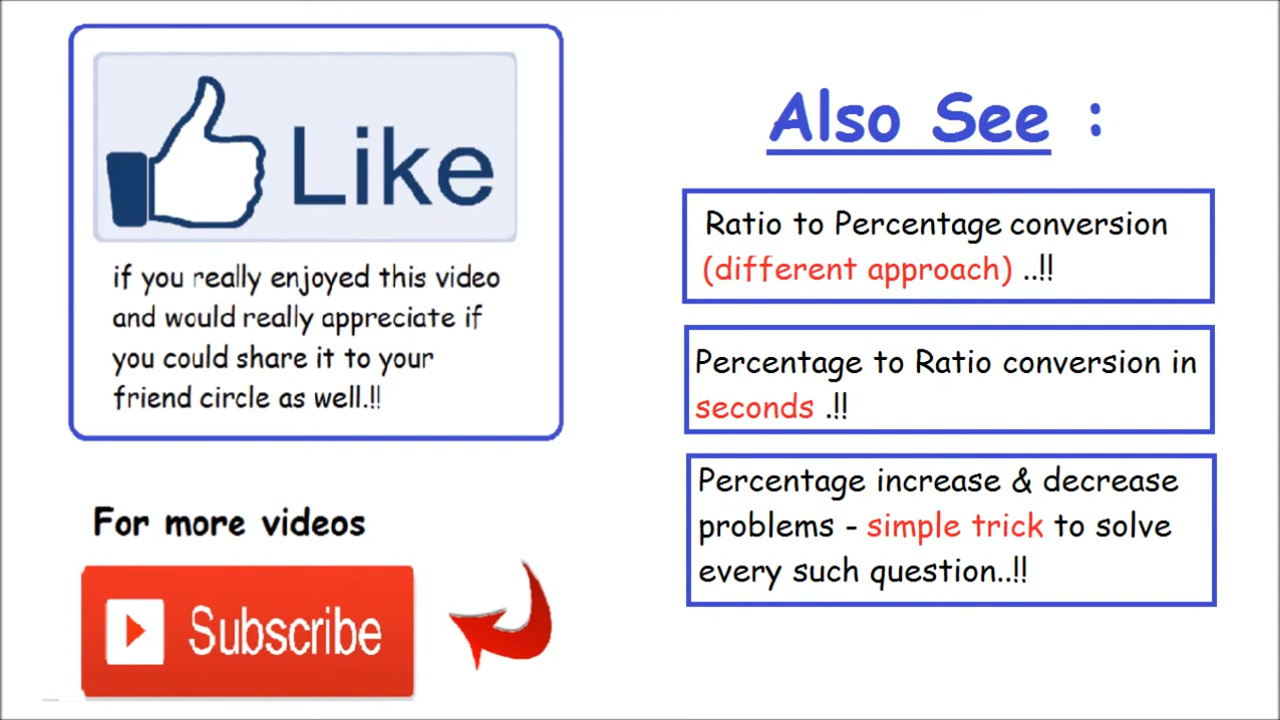 Like
if you really enjoyed this video
and would really appreciate if
you could share it to your
friend circle as well.!!
For more videos
Subscribe
Also See :
Ratio to Percentage conversion
(different approach) ..!!
Percentage to Ratio conversion in
seconds .!!
Percentage increase & decrease
problems - simple trick to solve
every such question..!!